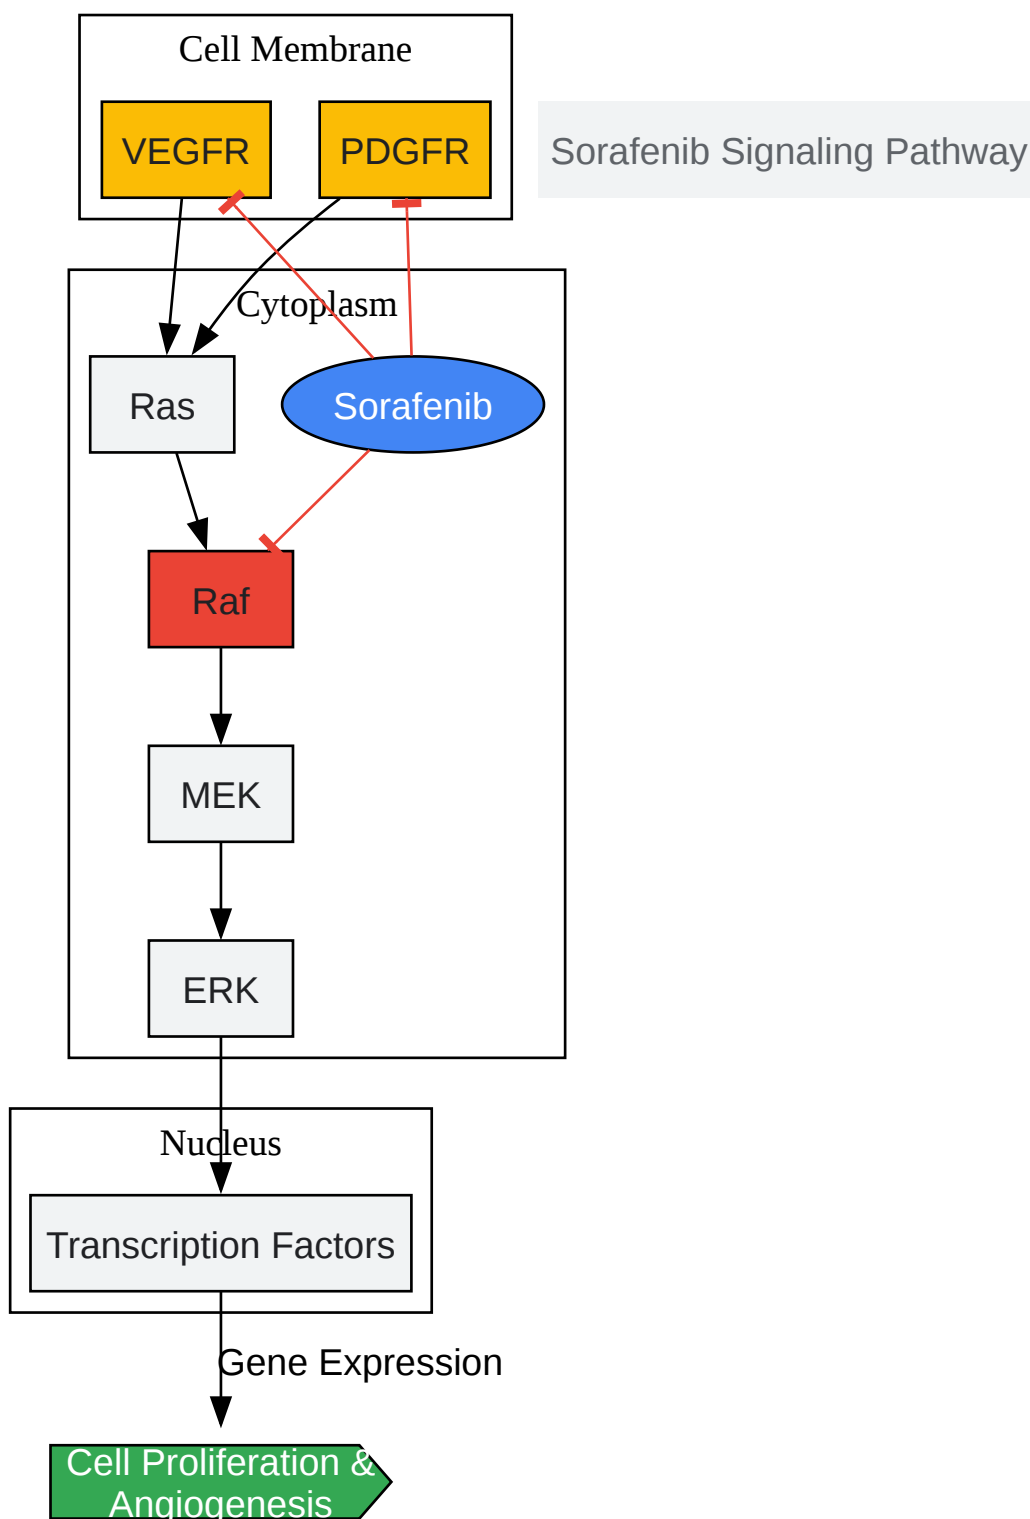 Cell Membrane
VEGFR
PDGFR
Sorafenib Signaling Pathway
Cytoplasm
Ras
Sorafenib
Raf
MEK
ERK
Nucleus
Transcription Factors
Gene Expression
Cell Proliferation &
Angiogenesis